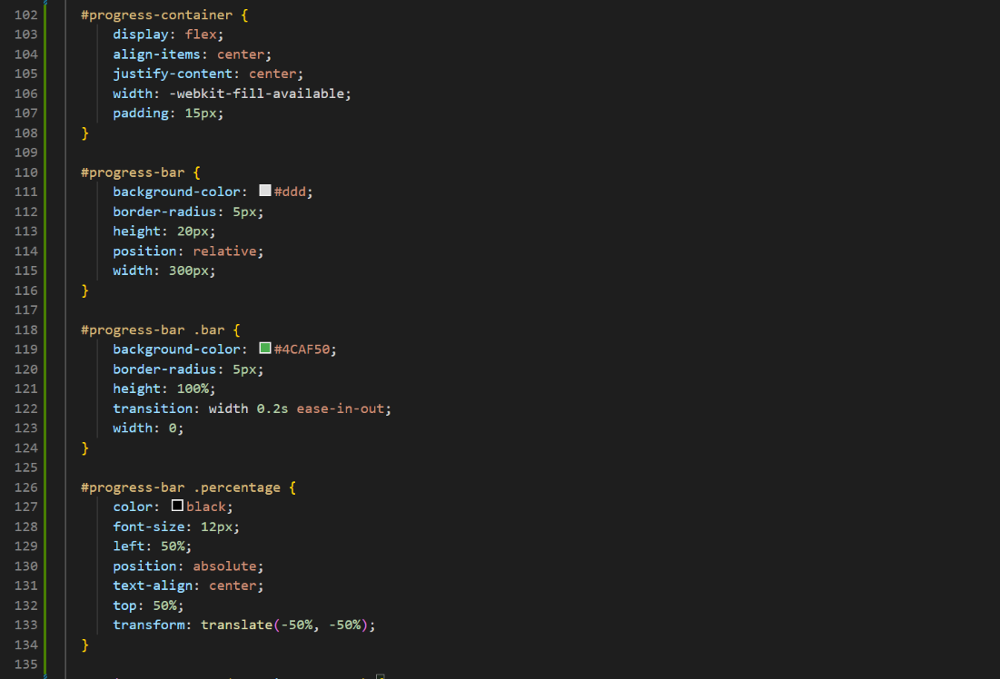 102 #progress-container {
103 display: flex;
104 align-items: center;
105 justify-content: center;
106 width: -webkit-fill-available;
107 padding: 15px;
108 }
109
110 #progress-bar {
111 background-color: #ddd;
112 border-radius: 5px;
113 height: 20px;
114 position: relative;
115 width: 300px;
116 }
117
118 #progress-bar .bar {
119 background-color: #4CAF50;
120 border-radius: 5px;
121 height: 100%;
122 transition: width 0.2s ease-in-out;
123 width: 0;
124 }
125
126 #progress-bar .percentage {
127 color: black;
128 font-size: 12px;
129 left: 50%;
130 position: absolute;
131 text-align: center;
132 top: 50%;
133 transform: translate(-50%, -50%);
134 }
135